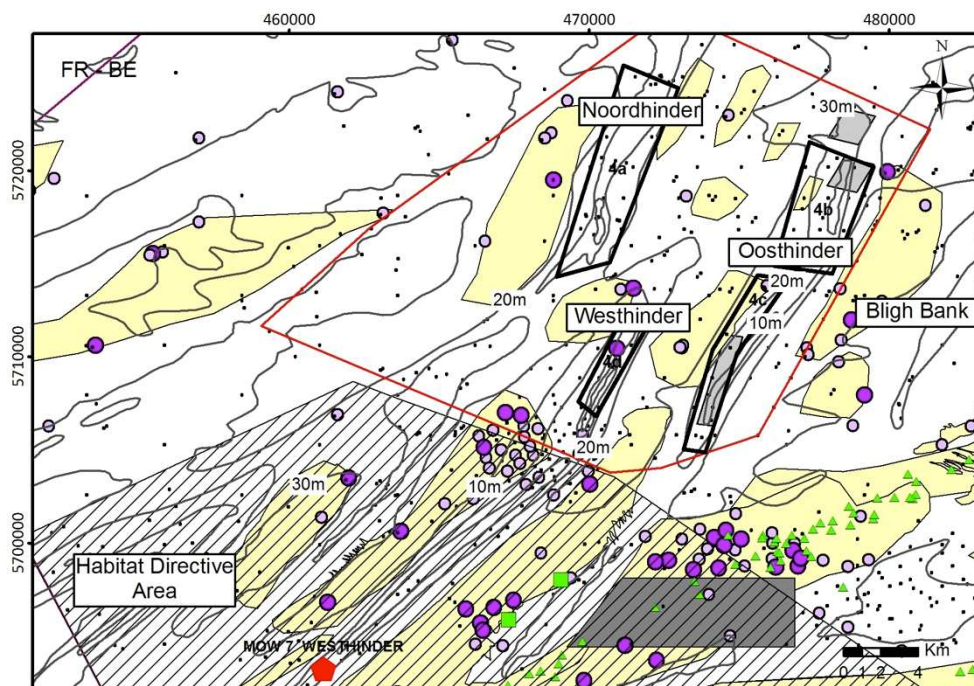 460000
470000
480000
FR - BE
N
Noordhinder
30m
5720000
4a
4b
Oosthinder
20m
20m
4c
Westhinder
10m
Bligh Bank
5710000
4d
20m
30m
10m
5700000
Habitat Directive
Area
MOW 7 WESTHINDER
Km
0 1 2 4